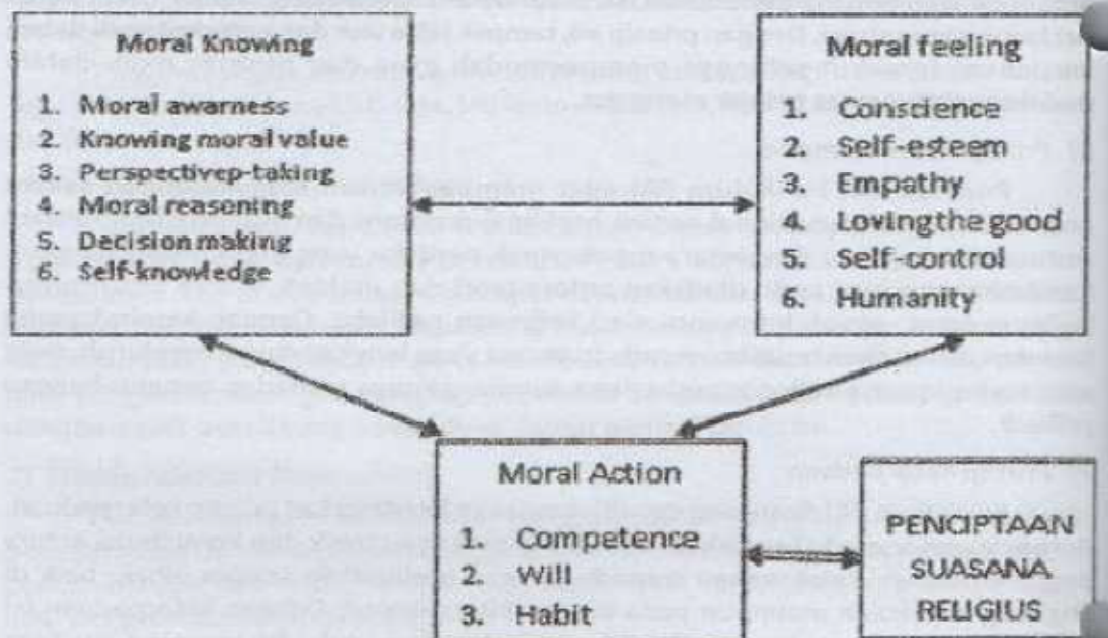 Moral Knowing
1. Moral awarness
2. Knowing moral value
3. Perspectivep-taking
4. Moral reasoning
5. Decision making
6. Self-knowledge
Moral feeling
1. Conscience
2. Self-esteem
3. Empathy
4. Loving the good
5. Self-control
6. Humanity
Moral Action
1. Competence
2. Will
3. Habit
PENCIPTAAN
SUASANA
RELIGIUS